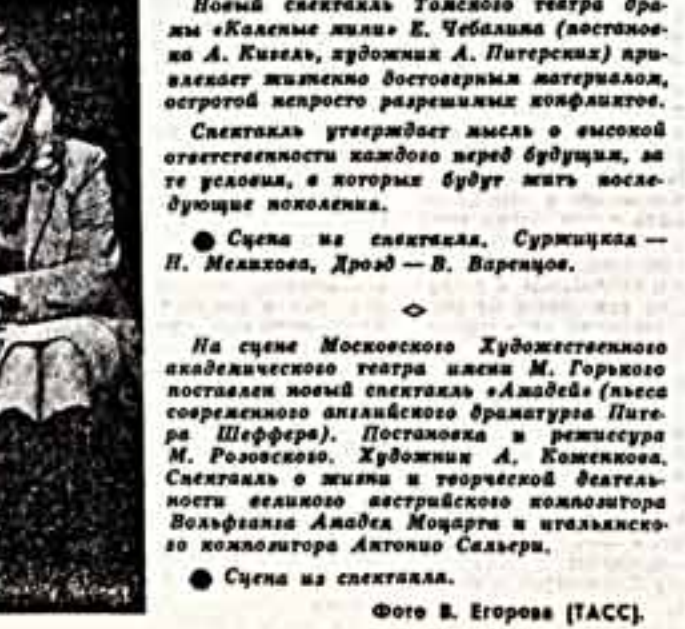 Новый спектакль Томского театра дра-
мы «Каленые мили» Е. Чебалина (постанов-
ка А. Кизель, художник А. Питерских) при-
влекает жизненно достоверным материалом,
остротой непросто разрешимых конфликтов.
Спектакль утверждает мысль о высокой
ответственности каждого перед будущим, за
те условия, в которых будут жить после-
дующие поколения.
● Сцена из спектакля. Суржицкая —
Н. Мелихова, Дрозд — В. Варенцов.
На сцене Московского Художественного
академического театра имени М. Горького
поставлен новый спектакль «Амадей» (пьеса
современного английского драматурга Пите-
ра Шеффера). Постановка и режиссура
М. Розовского. Художник А. Коженкова.
Спектакль о жизни и творческой деятель-
ности великого австрийского композитора
Вольфганга Амадея Моцарта и итальянско-
го композитора Антонио Сальери.
● Сцена из спектакля.
Фото В. Егорова (ТАСС).